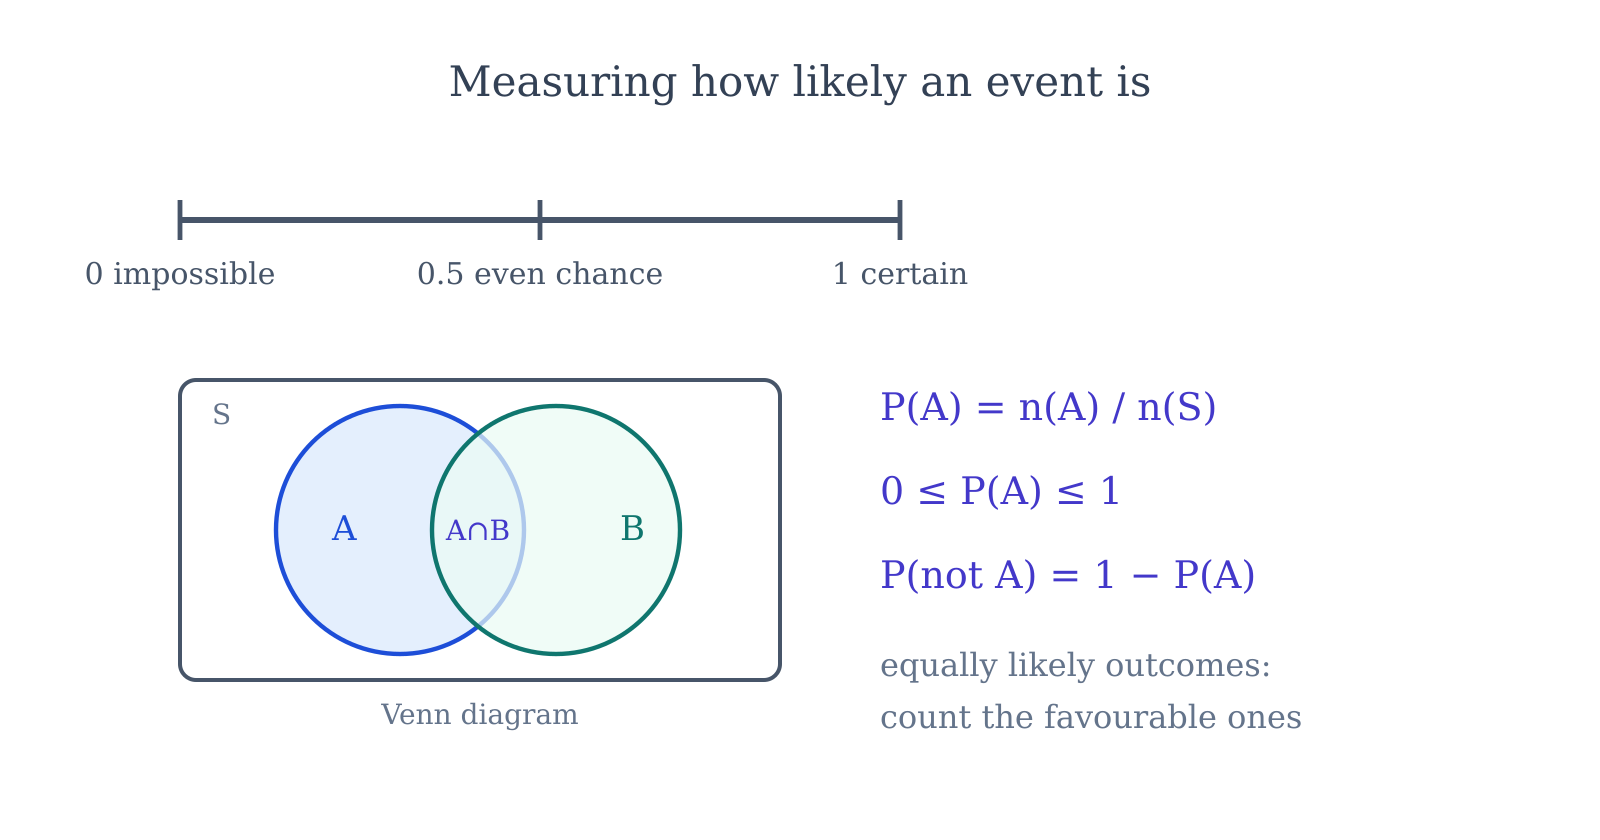 Measuring how likely an event is
0 impossible
0.5 even chance
1 certain
S
A
A∩B
B
Venn diagram
P(A) = n(A) / n(S)
0 ≤ P(A) ≤ 1
P(not A) = 1 − P(A)
equally likely outcomes:
count the favourable ones